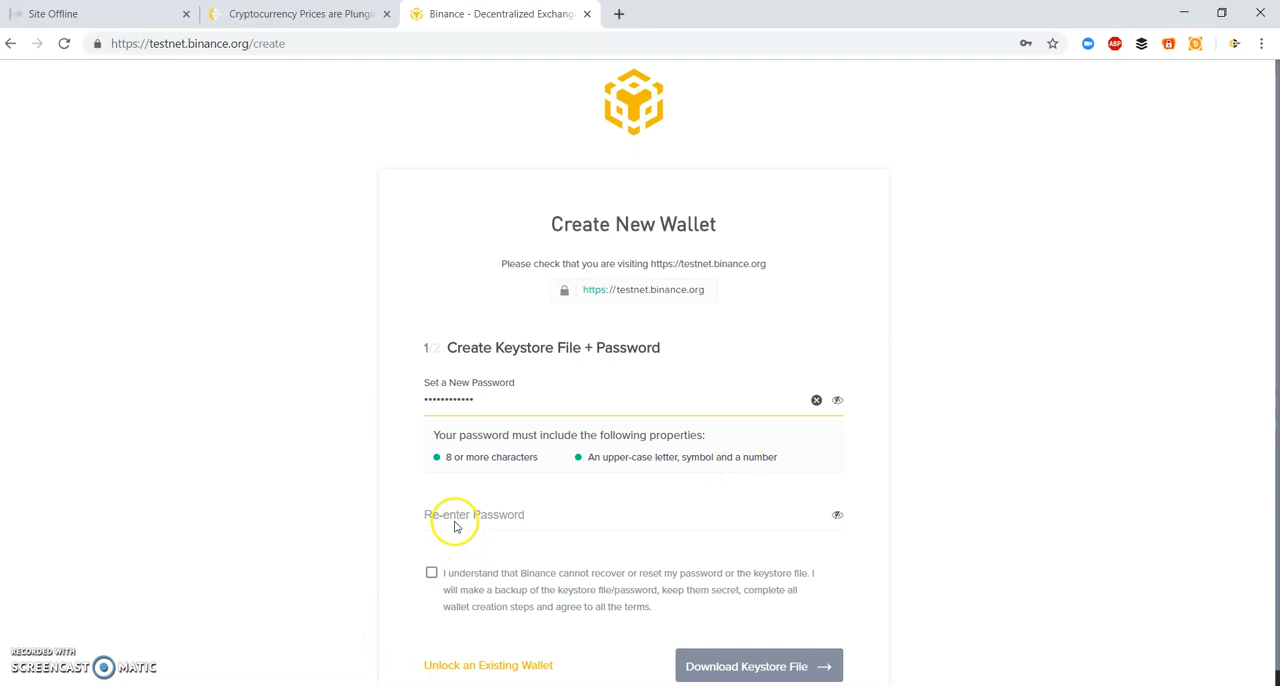 Site Offline
Cryptocurrency Prices are Plungin
Binance - Decentralized Exchang
https://testnet.binance.org/create
ABP
Create New Wallet
Please check that you are visiting https://testnet.binance.org
https://testnet.binance.org
1/2 Create Keystore File + Password
Set a New Password
••••••••••••
Your password must include the following properties:
8 or more characters
An upper-case letter, symbol and a number
Re-enter Password
I understand that Binance cannot recover or reset my password or the keystore file. I
will make a backup of the keystore file/password, keep them secret, complete all
wallet creation steps and agree to all the terms.
Unlock an Existing Wallet
Download Keystore File
RECORDED WITH
SCREENCAST MATIC